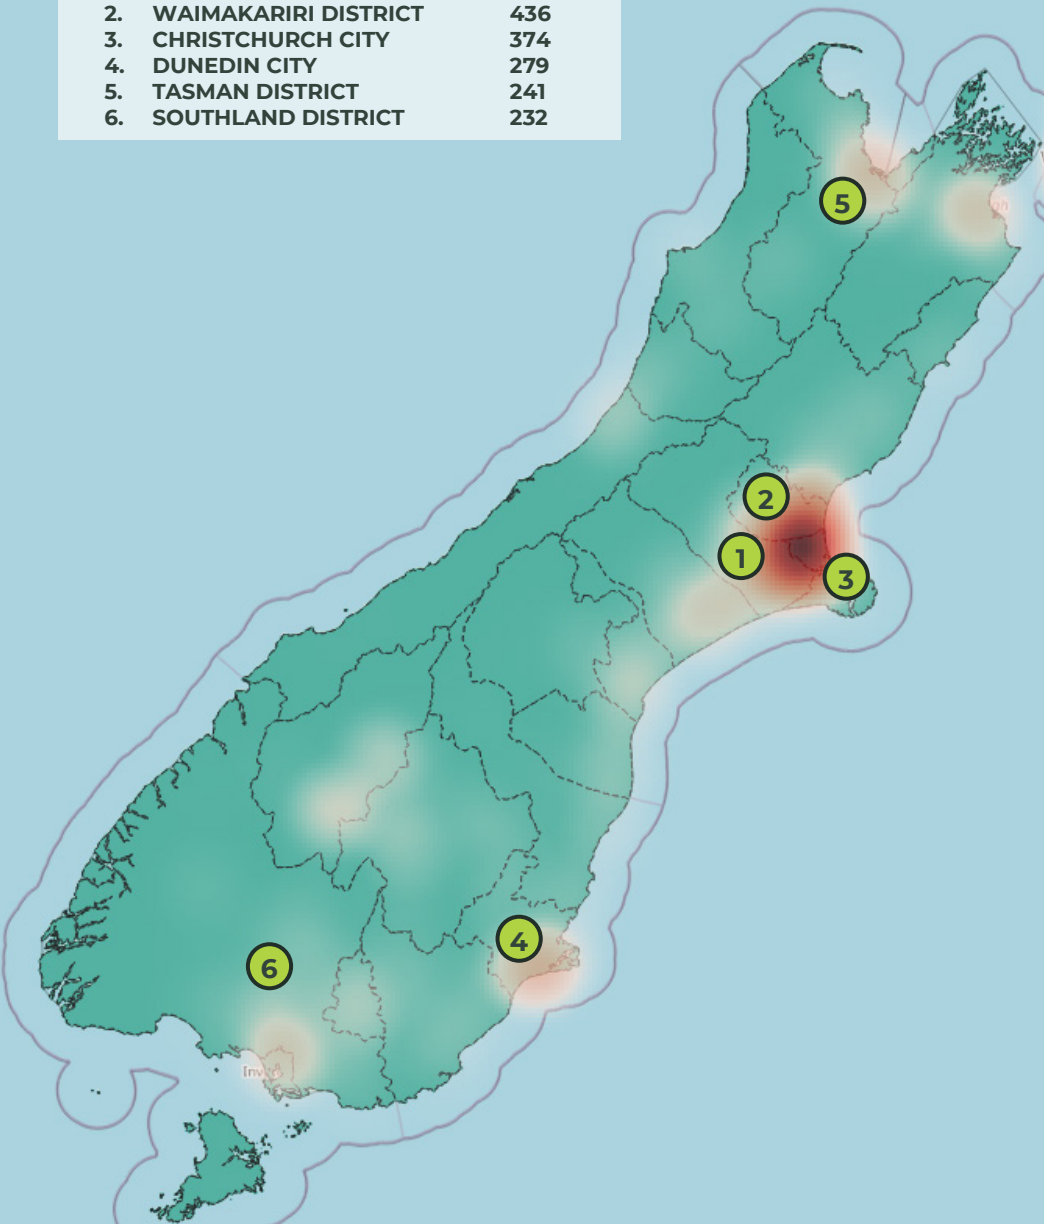 2. WAIMAKARIRI DISTRICT 436
3. CHRISTCHURCH CITY 374
4. DUNEDIN CITY 279
5. TASMAN DISTRICT 241
6. SOUTHLAND DISTRICT 232
5
2
1
3
4
6